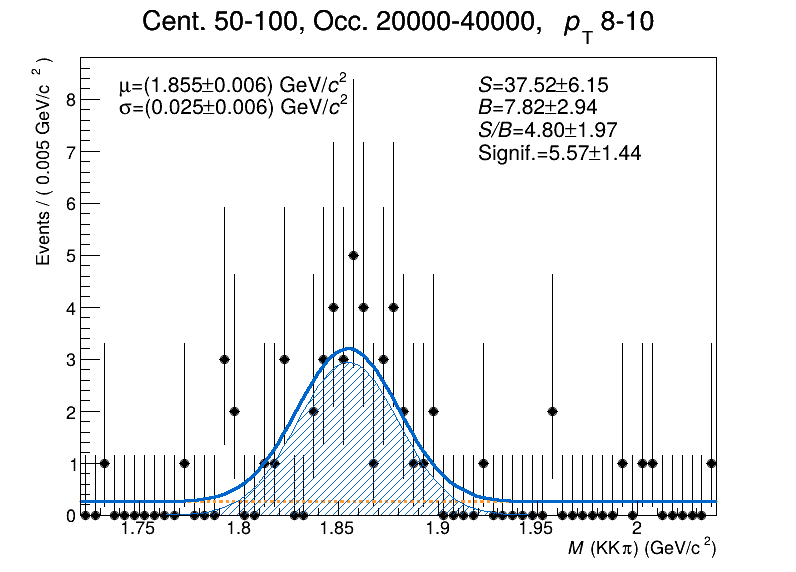 Cent. 50-100, Occ. 20000-40000, p_T 8-10
μ=(1.855±0.006) GeV/c²
σ=(0.025±0.006) GeV/c²
S=37.52±6.15
B=7.82±2.94
S/B=4.80±1.97
Signif.=5.57±1.44
Events / ( 0.005 GeV/c² )
8
7
6
5
4
3
2
1
0
1.75 1.8 1.85 1.9 1.95 2
M (KKπ) (GeV/c²)